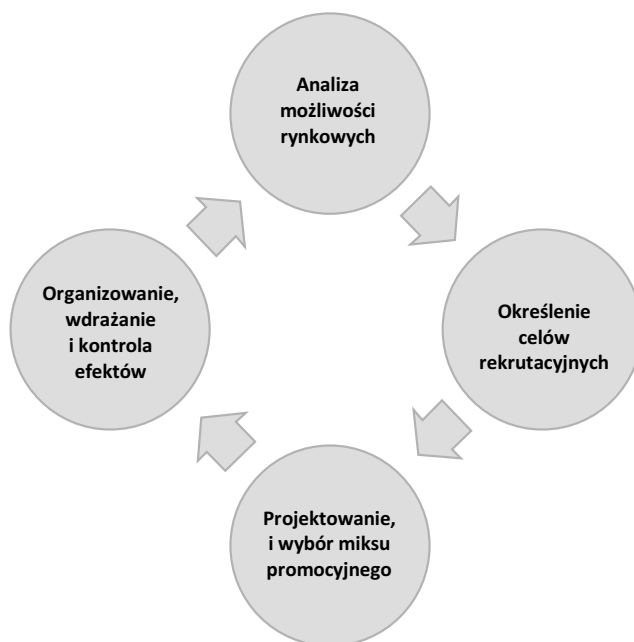 Analiza
możliwości
rynkowych
Określenie
celów
rekrutacyjnych
Projektowanie,
i wybór miksu
promocyjnego
Organizowanie,
wdrażanie
i kontrola
efektów